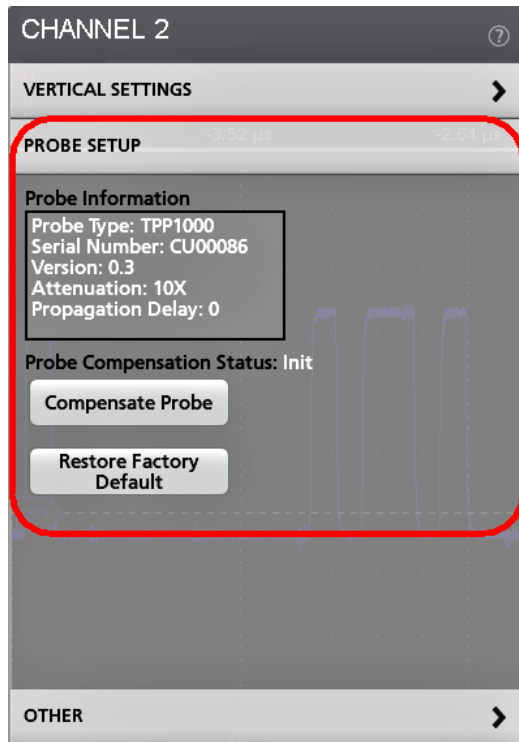 CHANNEL 2
?
VERTICAL SETTINGS
-3.52 µs
-2.64 µs
PROBE SETUP
Probe Information
Probe Type: TPP1000
Serial Number: CU00086
Version: 0.3
Attenuation: 10X
Propagation Delay: 0
Probe Compensation Status: Init
Compensate Probe
Restore Factory
Default
OTHER